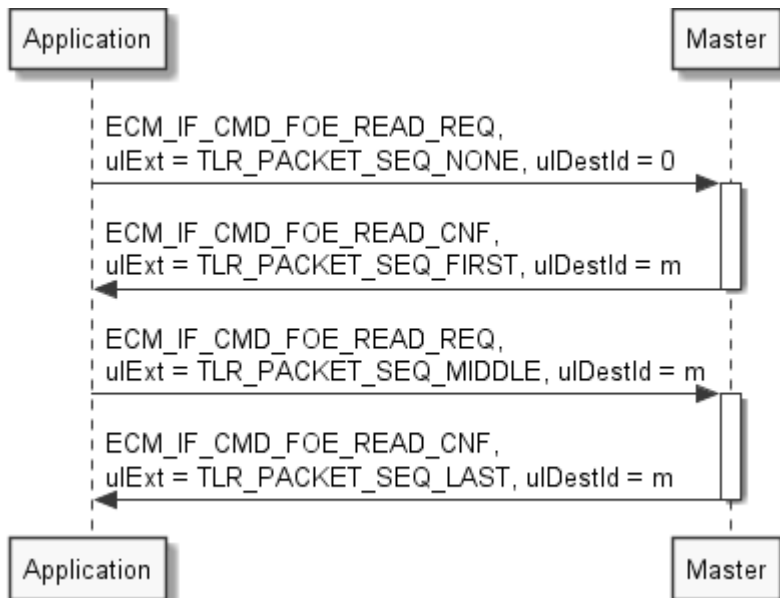 Application Master
ECM_IF_CMD_FOE_READ_REQ,
ulExt = TLR_PACKET_SEQ_NONE, ulDestId = 0
ECM_IF_CMD_FOE_READ_CNF,
ulExt = TLR_PACKET_SEQ_FIRST, ulDestId = m
ECM_IF_CMD_FOE_READ_REQ,
ulExt = TLR_PACKET_SEQ_MIDDLE, ulDestId = m
ECM_IF_CMD_FOE_READ_CNF,
ulExt = TLR_PACKET_SEQ_LAST, ulDestId = m
Application Master